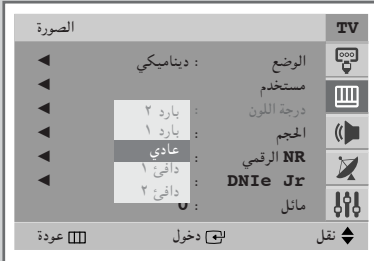 TV الصورة
الوضع : ديناميكي
مستخدم
درجة اللون : بارد ٢
الحجم : بارد ١
عادي
NR الرقمي : دافئ ١
DNIe Jr : دافئ ٢
مائل : 0
نقل دخول عودة